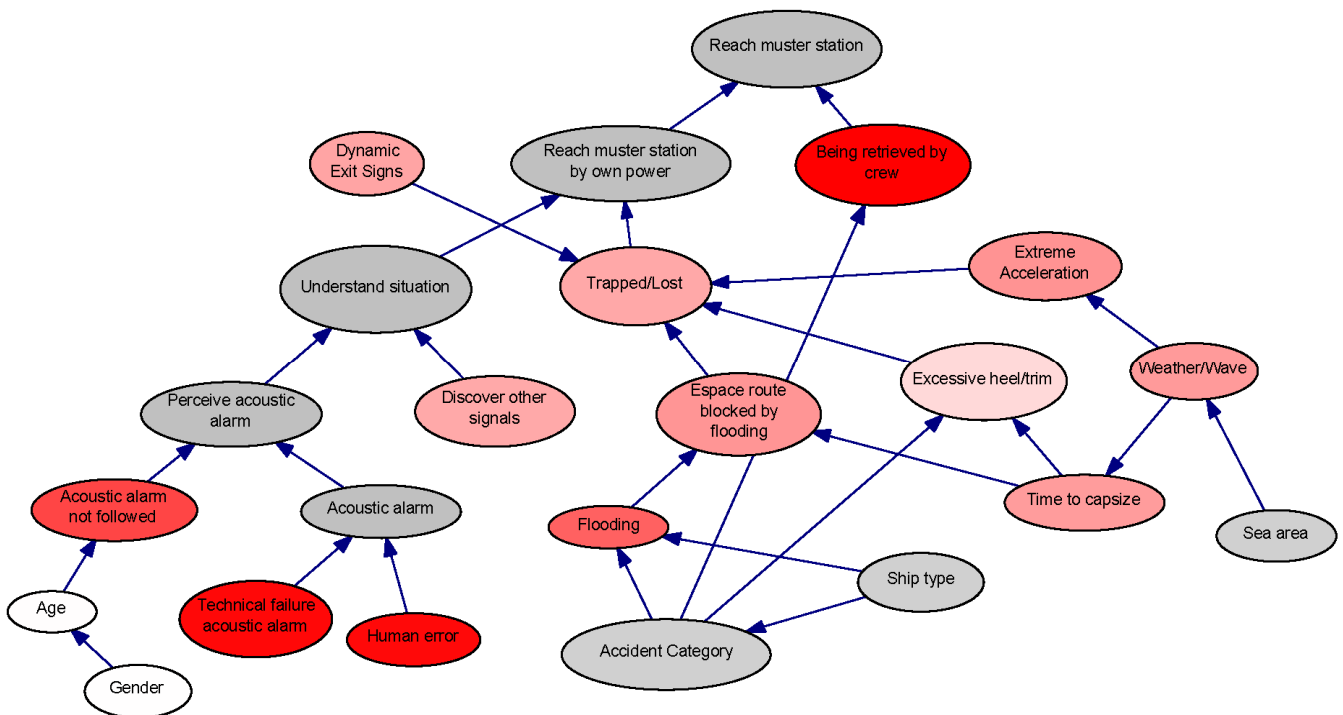 Reach muster station
Dynamic
Exit Signs
Reach muster station
by own power
Being retrieved by
crew
Extreme
Acceleration
Understand situation
Trapped/Lost
Weather/Wave
Excessive heel/trim
Perceive acoustic
alarm
Discover other
signals
Espace route
blocked by
flooding
Acoustic alarm
not followed
Acoustic alarm
Time to capsize
Flooding
Sea area
Ship type
Age
Technical failure
acoustic alarm
Human error
Accident Category
Gender